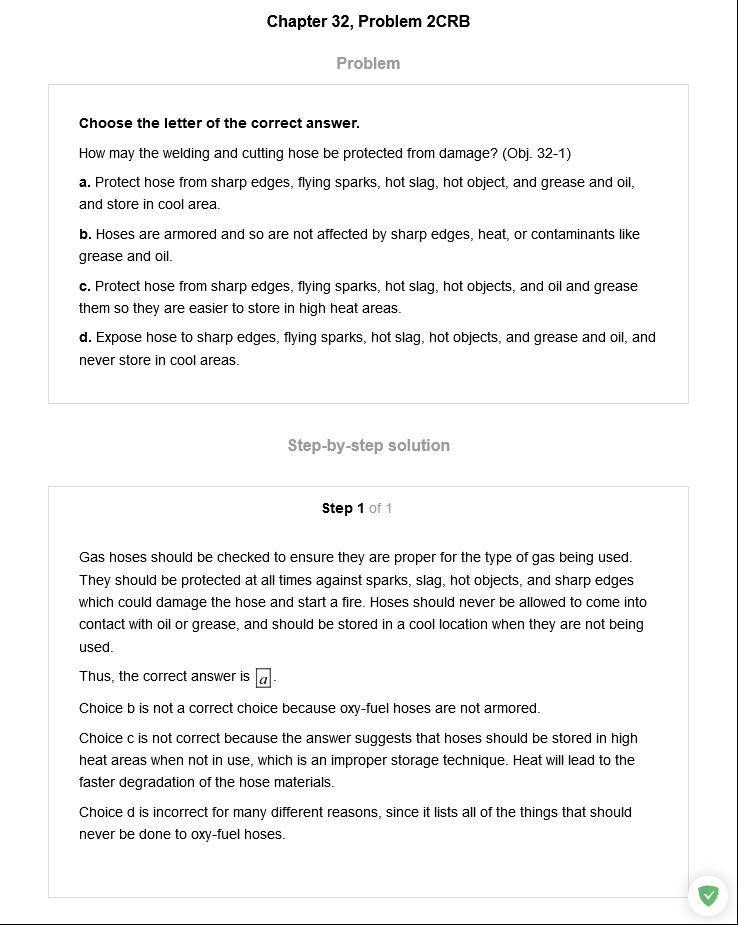 Chapter 32, Problem 2CRB
Problem
Choose the letter of the correct answer.
How may the welding and cutting hose be protected from damage? (Obj. 32-1)
a. Protect hose from sharp edges, flying sparks, hot slag, hot object, and grease and oil,
and store in cool area.
b. Hoses are armored and so are not affected by sharp edges, heat, or contaminants like
grease and oil.
c. Protect hose from sharp edges, flying sparks, hot slag, hot objects, and oil and grease
them so they are easier to store in high heat areas.
d. Expose hose to sharp edges, flying sparks, hot slag, hot objects, and grease and oil, and
never store in cool areas.
Step-by-step solution
Step 1 of 1
Gas hoses should be checked to ensure they are proper for the type of gas being used.
They should be protected at all times against sparks, slag, hot objects, and sharp edges
which could damage the hose and start a fire. Hoses should never be allowed to come into
contact with oil or grease, and should be stored in a cool location when they are not being
used.
Thus, the correct answer is a.
Choice b is not a correct choice because oxy-fuel hoses are not armored.
Choice c is not correct because the answer suggests that hoses should be stored in high
heat areas when not in use, which is an improper storage technique. Heat will lead to the
faster degradation of the hose materials.
Choice d is incorrect for many different reasons, since it lists all of the things that should
never be done to oxy-fuel hoses.